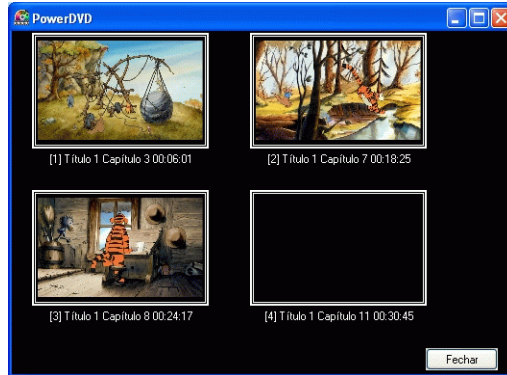 PowerDVD
[1] Título 1 Capítulo 3 00:06:01
[2] Título 1 Capítulo 7 00:18:25
[3] Título 1 Capítulo 8 00:24:17
[4] Título 1 Capítulo 11 00:30:45
Fechar